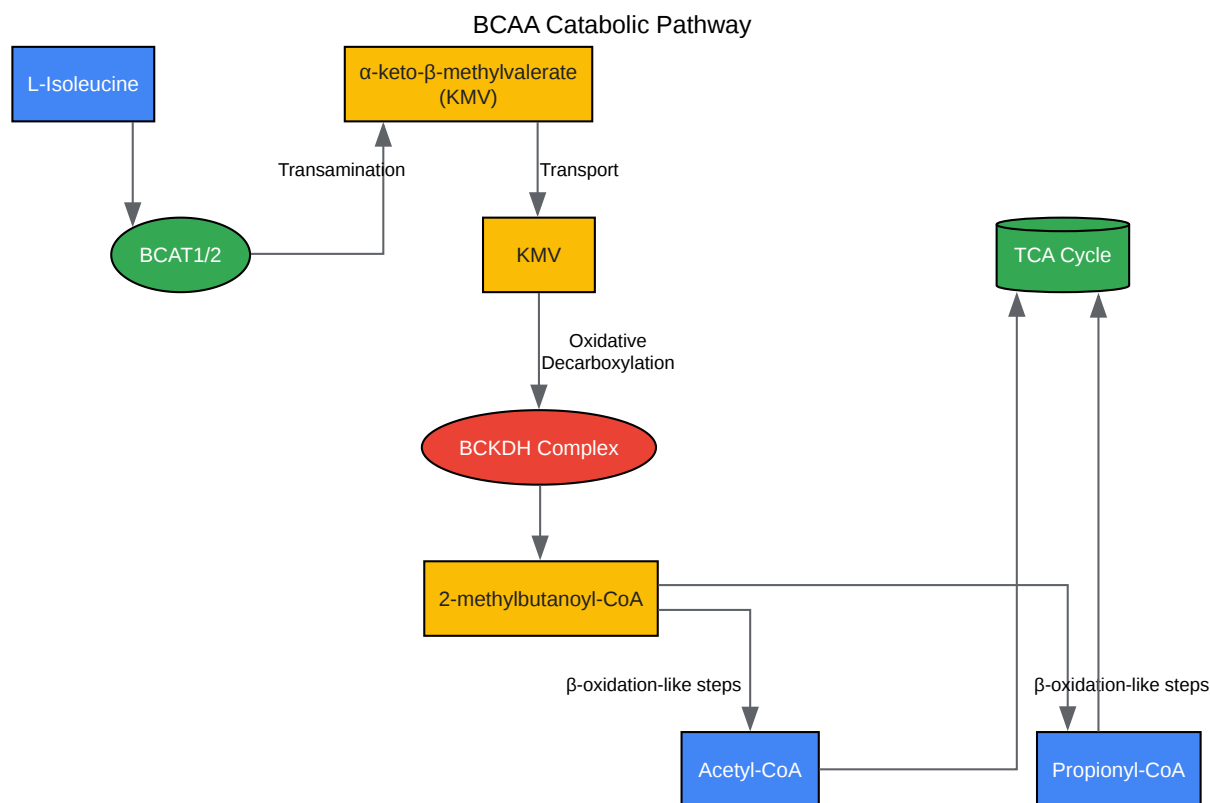 BCAA Catabolic Pathway
L-Isoleucine
α-keto-β-methylvalerate
(KMV)
Transamination
Transport
BCAT1/2
KMV
TCA Cycle
Oxidative
Decarboxylation
BCKDH Complex
2-methylbutanoyl-CoA
β-oxidation-like steps
β-oxidation-like steps
Acetyl-CoA
Propionyl-CoA